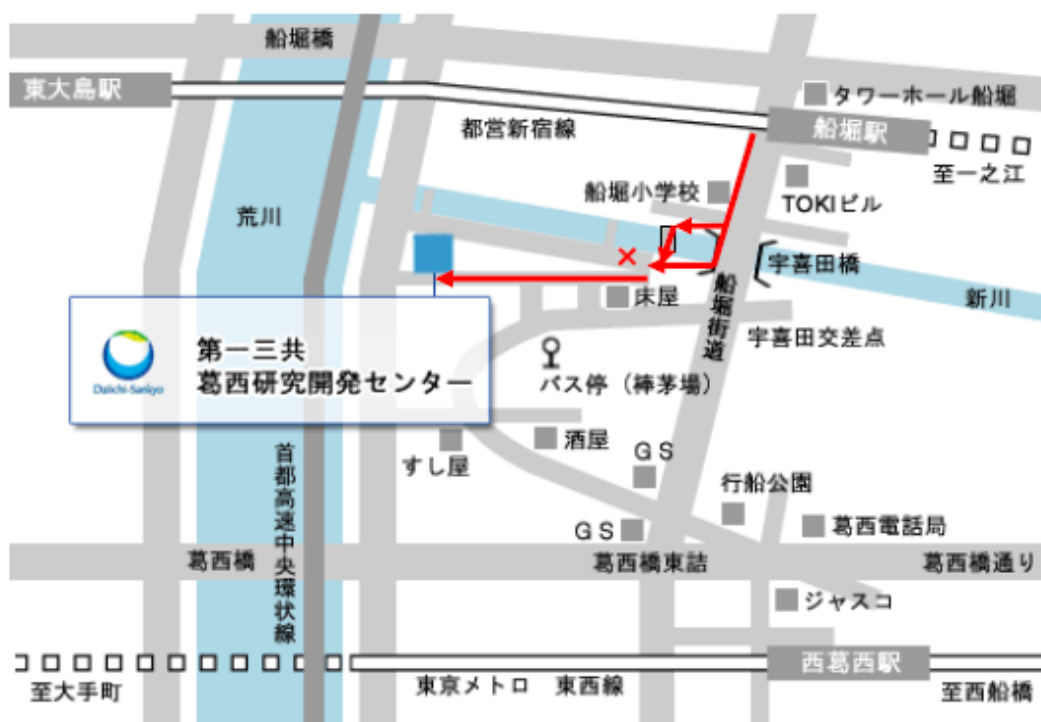 船堀橋
東大島駅
タワーホール船堀
都営新宿線
船堀駅
至一之江
船堀小学校
TOKIビル
荒川
宇喜田橋
床屋
船堀街道
新川
宇喜田交差点
第一三共
葛西研究開発センター
Daiichi-Sankyo
バス停（棒茅場）
すし屋
酒屋
GS
行船公園
首都高速中央環状線
GS
葛西電話局
葛西橋
葛西橋東詰
葛西橋通り
ジャスコ
西葛西駅
至大手町
東京メトロ　東西線
至西船橋